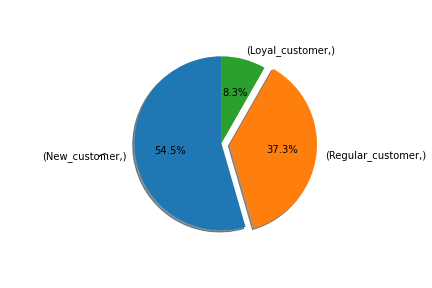 (Loyal_customer,)
8.3%
(New_customer,)
54.5%
37.3%
(Regular_customer,)